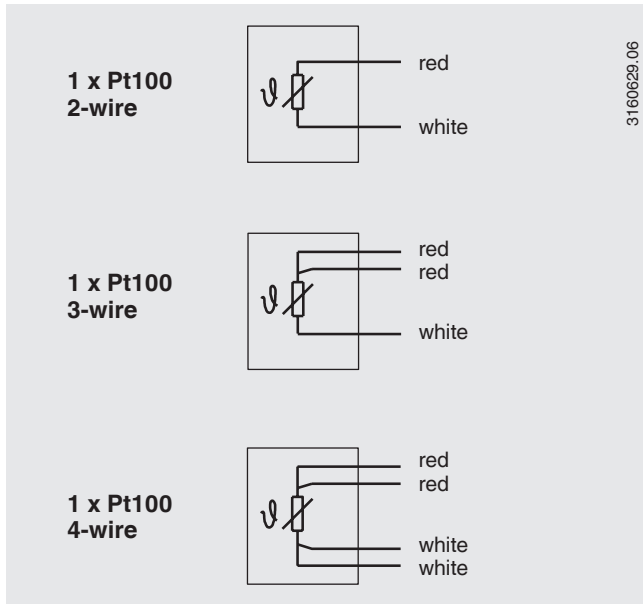 1 x Pt100
2-wire
red
white
3160629.06
1 x Pt100
3-wire
red
red
white
1 x Pt100
4-wire
red
red
white
white